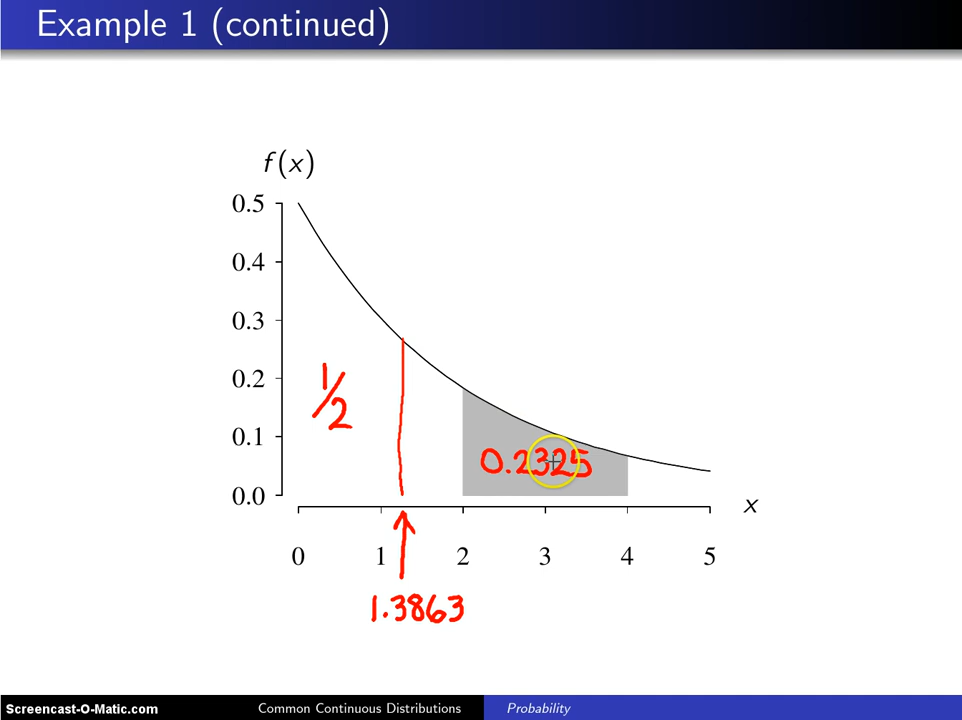 Example 1 (continued)
f(x)
0.5
0.4
0.3
0.2
0.1
0.0
1/2
0.2325
x
0 1 2 3 4 5
1.3863
Screencast-O-Matic.com Common Continuous Distributions Probability